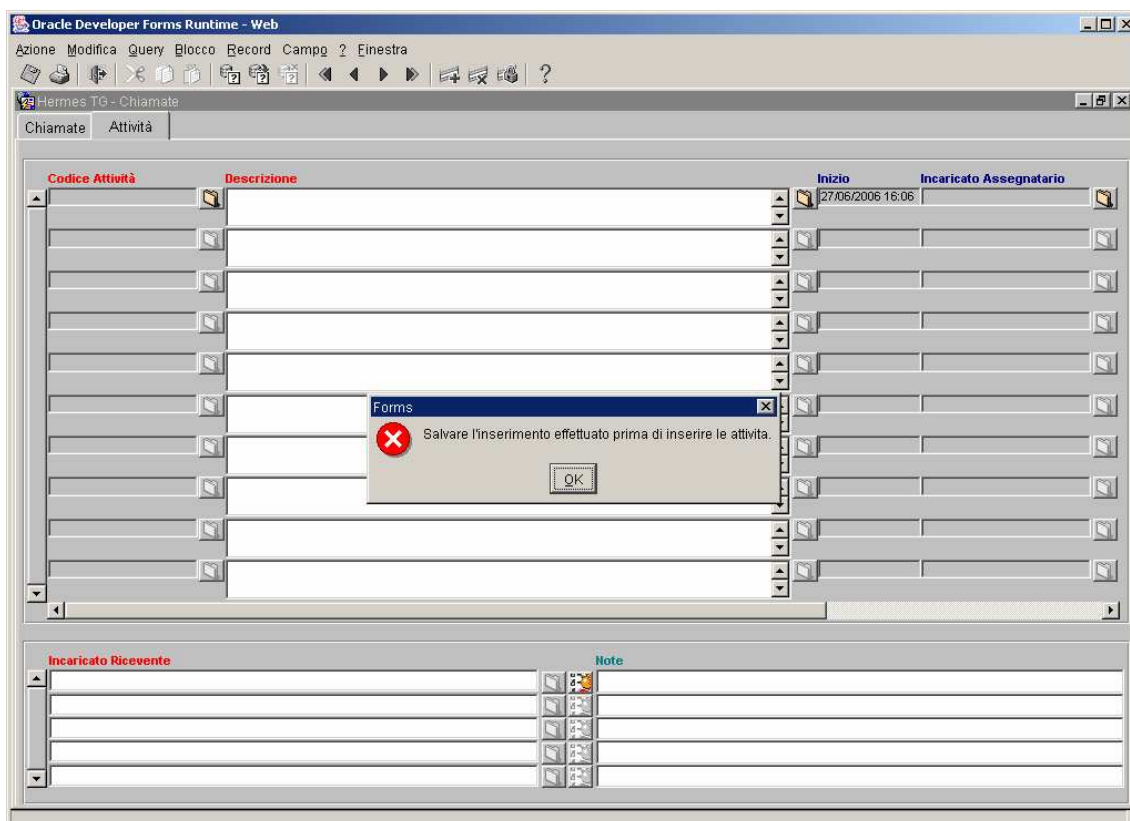 Oracle Developer Forms Runtime - Web
Azione Modifica Query Blocco Record Campo ? Finestra
Hermes TG - Chiamate
Chiamate Attività
Codice Attività Descrizione Inizio Incaricato Assegnatario
27/06/2006 16:06
Forms
Salvare l'inserimento effettuato prima di inserire le attivita.
OK
Incaricato Ricevente Note